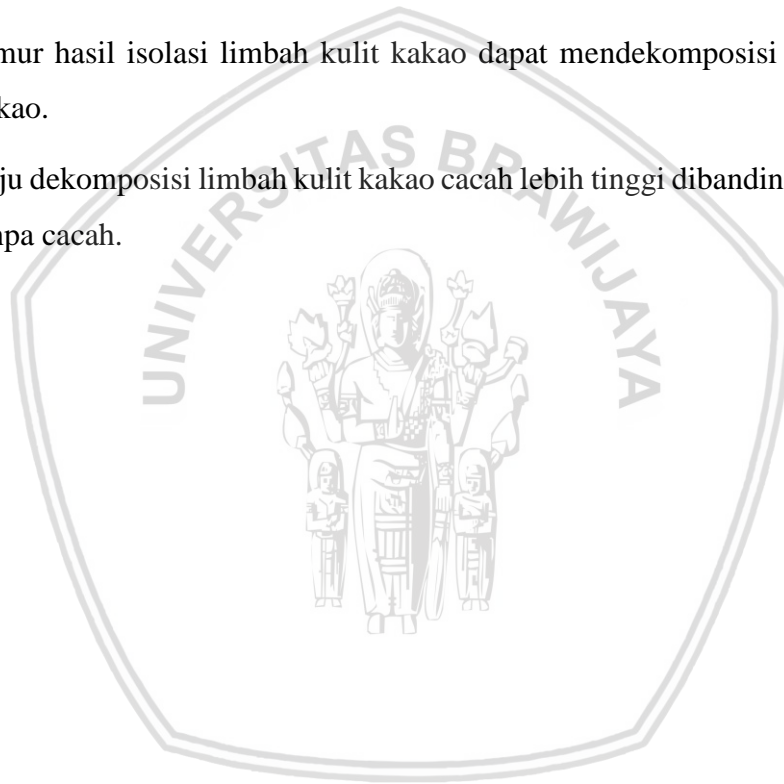 mur hasil isolasi limbah kulit kakao dapat mendekomposisi
kao.
ju dekomposisi limbah kulit kakao cacah lebih tinggi dibandin
npa cacah.
UNIVERSITAS BRAWIJAYA